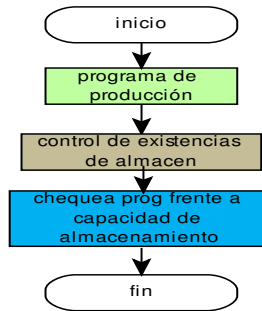 inicio
programa de
producción
control de existencias
de almacen
chequea prog frente a
capacidad de
almacenamiento
fin